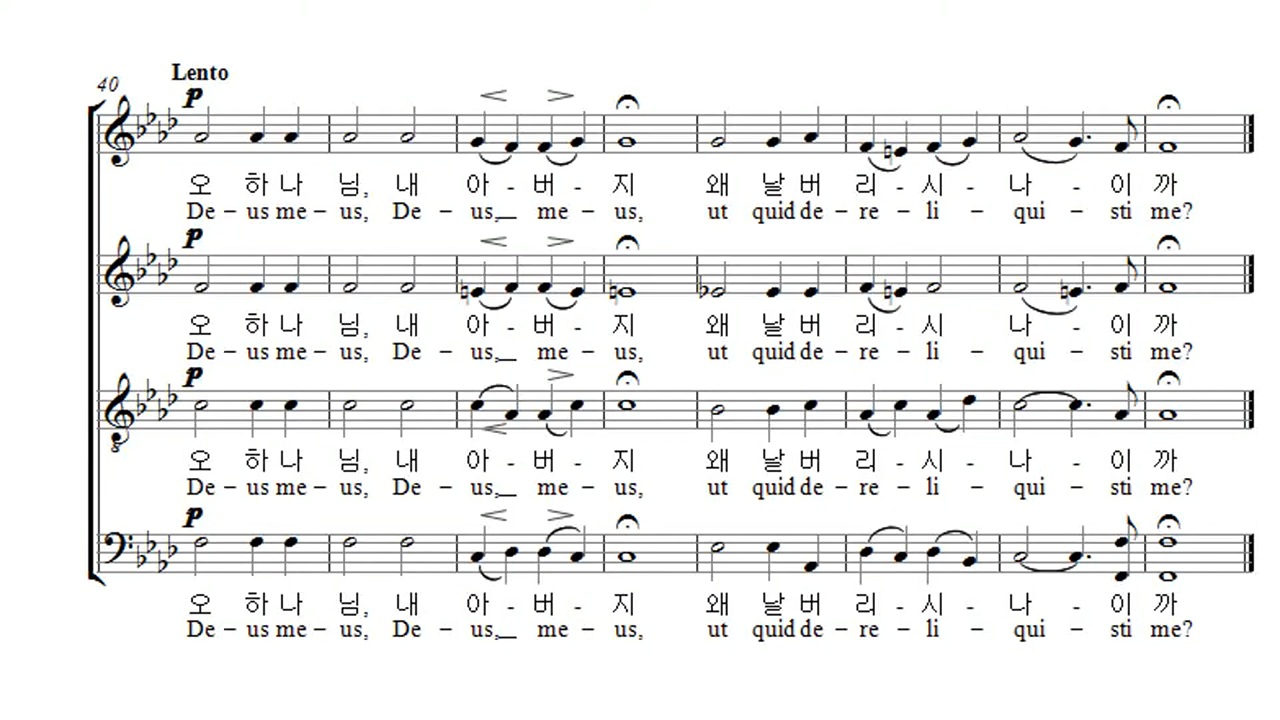 Lento
40
p
오 하 나 님, 내 아 - 버 - 지 왜 날 버 리 - 시 - 나 - 이 까
De – us me – us, De – us,__ me – us, ut quid de – re – li – qui – sti me?
p
오 하 나 님, 내 아 - 버 - 지 왜 날 버 리 - 시 나 - 이 까
De – us me – us, De – us,__ me – us, ut quid de – re – li – qui – sti me?
p
오 하 나 님, 내 아 - 버 - 지 왜 날 버 리 - 시 - 나 - 이 까
De – us me – us, De – us,__ me – us, ut quid de – re – li – qui – sti me?
p
오 하 나 님, 내 아 - 버 - 지 왜 날 버 리 - 시 - 나 - 이 까
De – us me – us, De – us,__ me – us, ut quid de – re – li – qui – sti me?